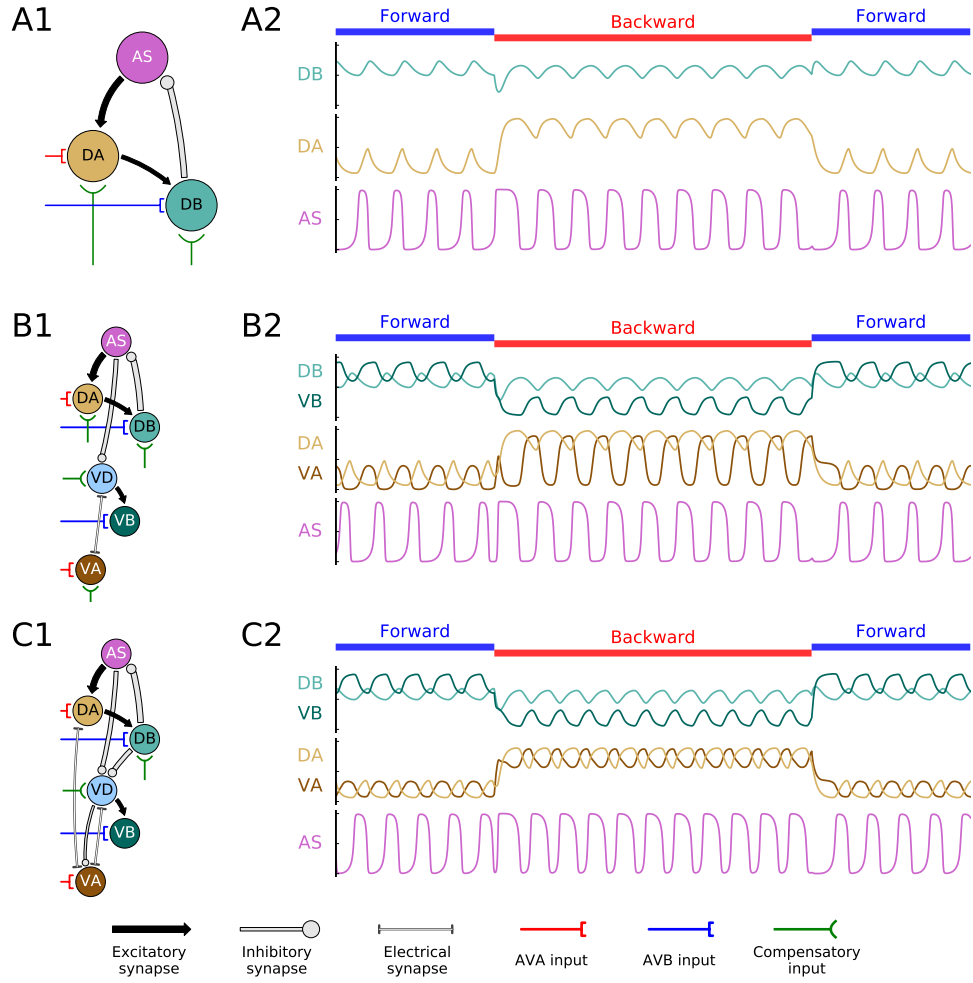 A1
AS
DA
DB
A2
Forward
Backward
Forward
DB
DA
AS
B1
AS
DA
DB
VD
VB
VA
B2
Forward
Backward
Forward
DB
VB
DA
VA
AS
C1
AS
DA
DB
VD
VB
VA
C2
Forward
Backward
Forward
DB
VB
DA
VA
AS
Excitatory
synapse
Inhibitory
synapse
Electrical
synapse
AVA input
AVB input
Compensatory
input